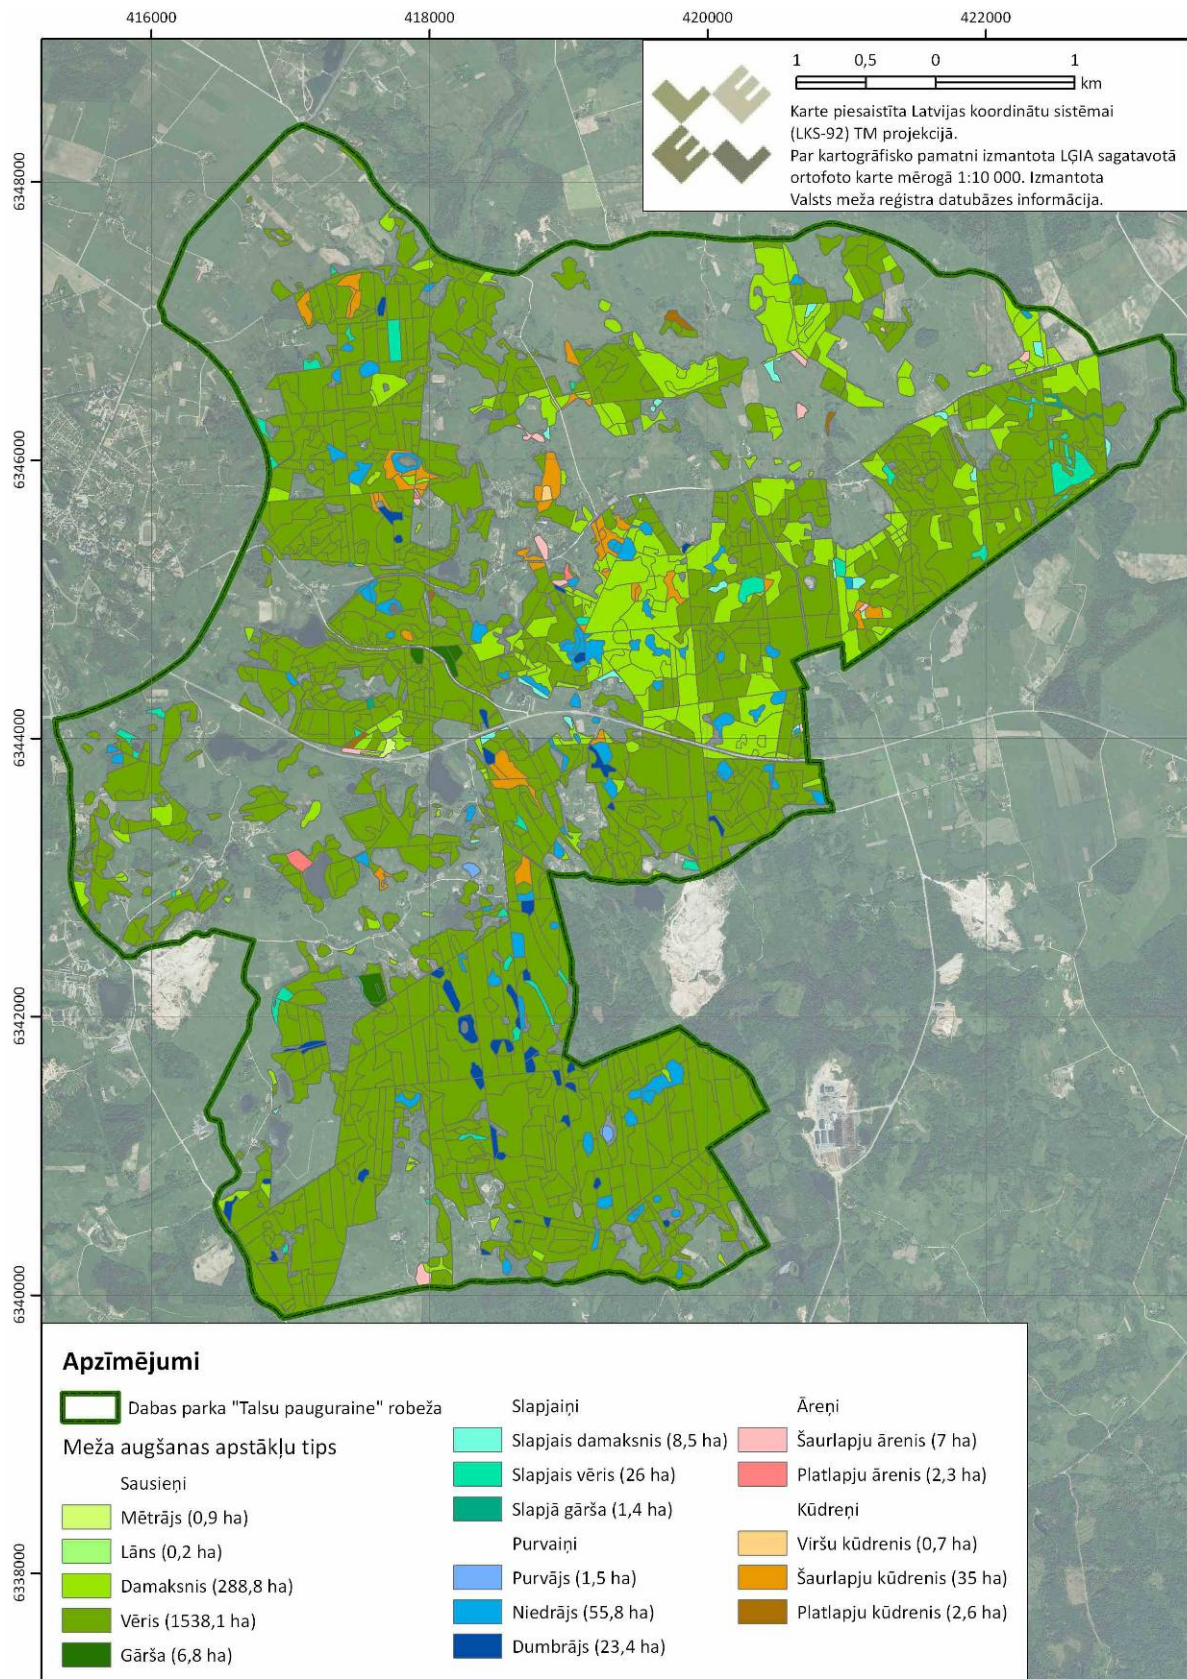 416000 418000 420000 422000
1 0,5 0 1
km
Karte piesaistīta Latvijas koordinātu sistēmai
(LKS-92) TM projekcijā.
Par kartogrāfisko pamatni izmantota LĢIA sagatavotā
ortofoto karte mērogā 1:10 000. Izmantota
Valsts meža reģistra datubāzes informācija.
6348000
6346000
6344000
6342000
6340000
6338000
Apzīmējumi
Dabas parka "Talsu pauguraine" robeža
Meža augšanas apstākļu tips
Sausieņi
Mētrājs (0,9 ha)
Lāns (0,2 ha)
Damaksnis (288,8 ha)
Vēris (1538,1 ha)
Gārša (6,8 ha)
Slapjaiņi
Slapjais damaksnis (8,5 ha)
Slapjais vēris (26 ha)
Slapjā gārša (1,4 ha)
Purvaiņi
Purvājs (1,5 ha)
Niedrājs (55,8 ha)
Dumbrājs (23,4 ha)
Āreņi
Šaurlapju ārenis (7 ha)
Platlapju ārenis (2,3 ha)
Kūdreņi
Viršu kūdrenis (0,7 ha)
Šaurlapju kūdrenis (35 ha)
Platlapju kūdrenis (2,6 ha)